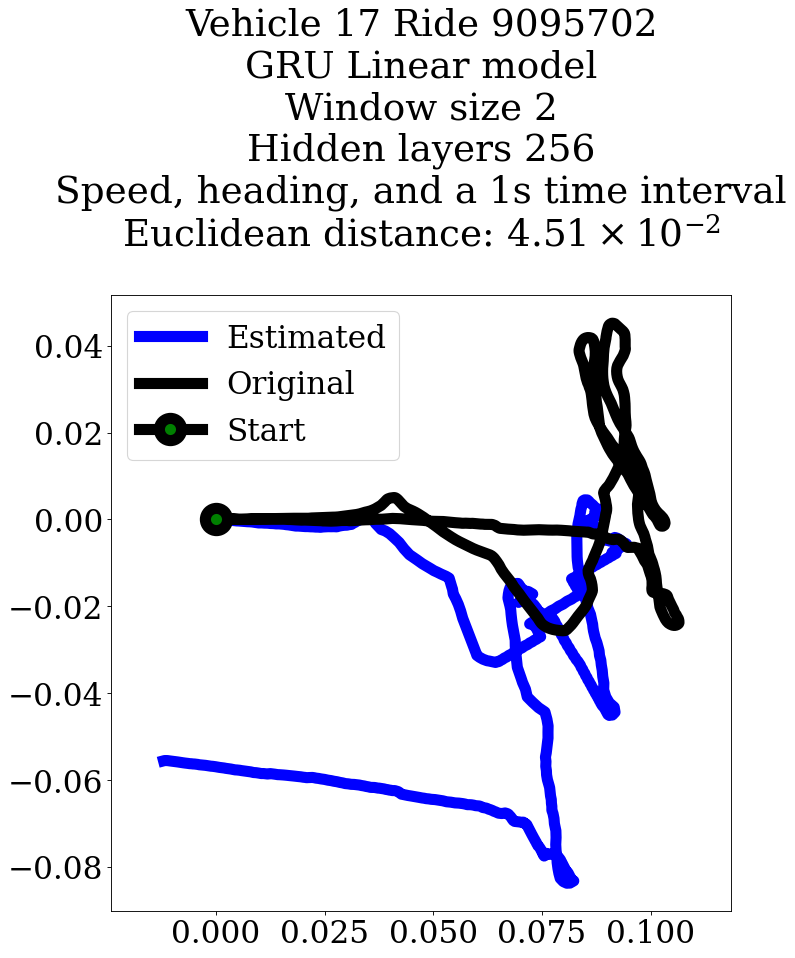 Vehicle 17 Ride 9095702
GRU Linear model
Window size 2
Hidden layers 256
Speed, heading, and a 1s time interval
Euclidean distance: 4.51 × 10⁻²
Estimated
Original
Start
0.04
0.02
0.00
−0.02
−0.04
−0.06
−0.08
0.000 0.025 0.050 0.075 0.100